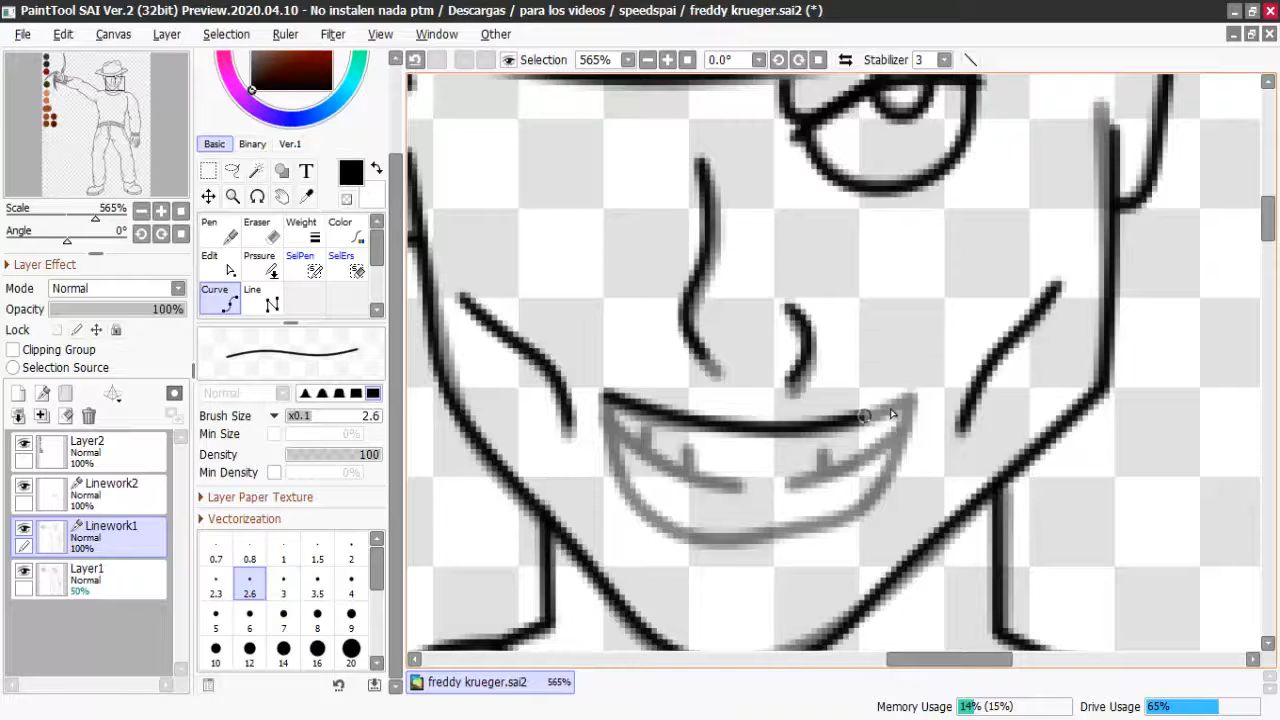 PaintTool SAI Ver.2 (32bit) Preview.2020.04.10 - No instalen nada ptm / Descargas / para los videos / speedspai / freddy krueger.sai2 (*)
File Edit Canvas Layer Selection Ruler Filter View Window Other
Selection 565% 0.0° Stabilizer 3
Scale 565%
Angle 0°
Layer Effect
Mode Normal
Opacity 100%
Lock
Clipping Group
Selection Source
Layer2
Normal
100%
Linework2
Normal
100%
Linework1
Normal
100%
Layer1
Normal
50%
Basic Binary Ver.1
T
Pen Eraser Weight Color
Edit Prssure SelPen SelErs
Curve Line
Normal
Brush Size x0.1 2.6
Min Size 0%
Density 100
Min Density 0%
Layer Paper Texture
Vectorization
0.7 0.8 1 1.5 2
2.3 2.6 3 3.5 4
5 6 7 8 9
10 12 14 16 20
freddy krueger.sai2 565%
Memory Usage 14% (15%) Drive Usage 65%